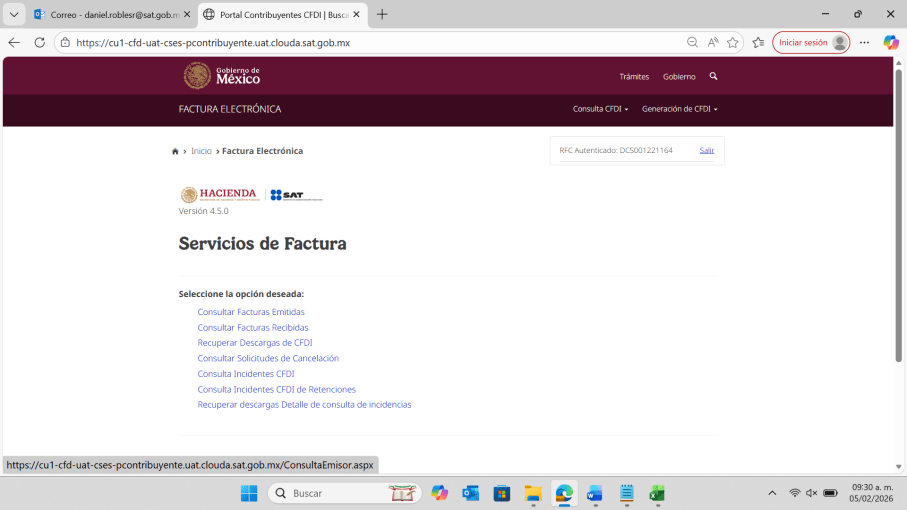 Correo - daniel.roblesr@sat.gob.m
Portal Contribuyentes CFDI | Busca
https://cu1-cfd-uat-cses-pcontribuyente.uat.clouda.sat.gob.mx
Iniciar sesión
Gobierno de
México
Trámites Gobierno
FACTURA ELECTRÓNICA
Consulta CFDI Generación de CFDI
Inicio > Factura Electrónica
RFC Autenticado: DCS001221164 Salir
HACIENDA SAT
Versión 4.5.0
Servicios de Factura
Seleccione la opción deseada:
Consultar Facturas Emitidas
Consultar Facturas Recibidas
Recuperar Descargas de CFDI
Consultar Solicitudes de Cancelación
Consulta Incidentes CFDI
Consulta Incidentes CFDI de Retenciones
Recuperar descargas Detalle de consulta de incidencias
https://cu1-cfd-uat-cses-pcontribuyente.uat.clouda.sat.gob.mx/ConsultaEmisor.aspx
Buscar
09:30 a. m.
05/02/2026